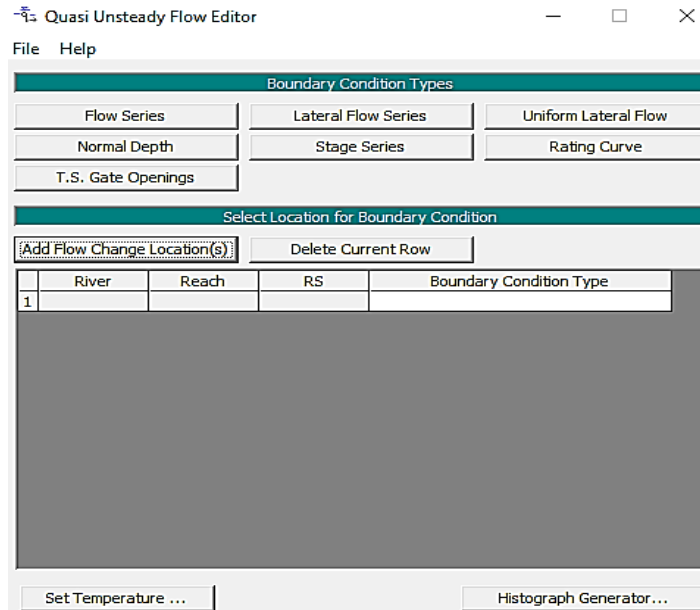 Quasi Unsteady Flow Editor
File Help
Boundary Condition Types
Flow Series Lateral Flow Series Uniform Lateral Flow
Normal Depth Stage Series Rating Curve
T.S. Gate Openings
Select Location for Boundary Condition
Add Flow Change Location(s) Delete Current Row
River Reach RS Boundary Condition Type
1
Set Temperature ... Histograph Generator...